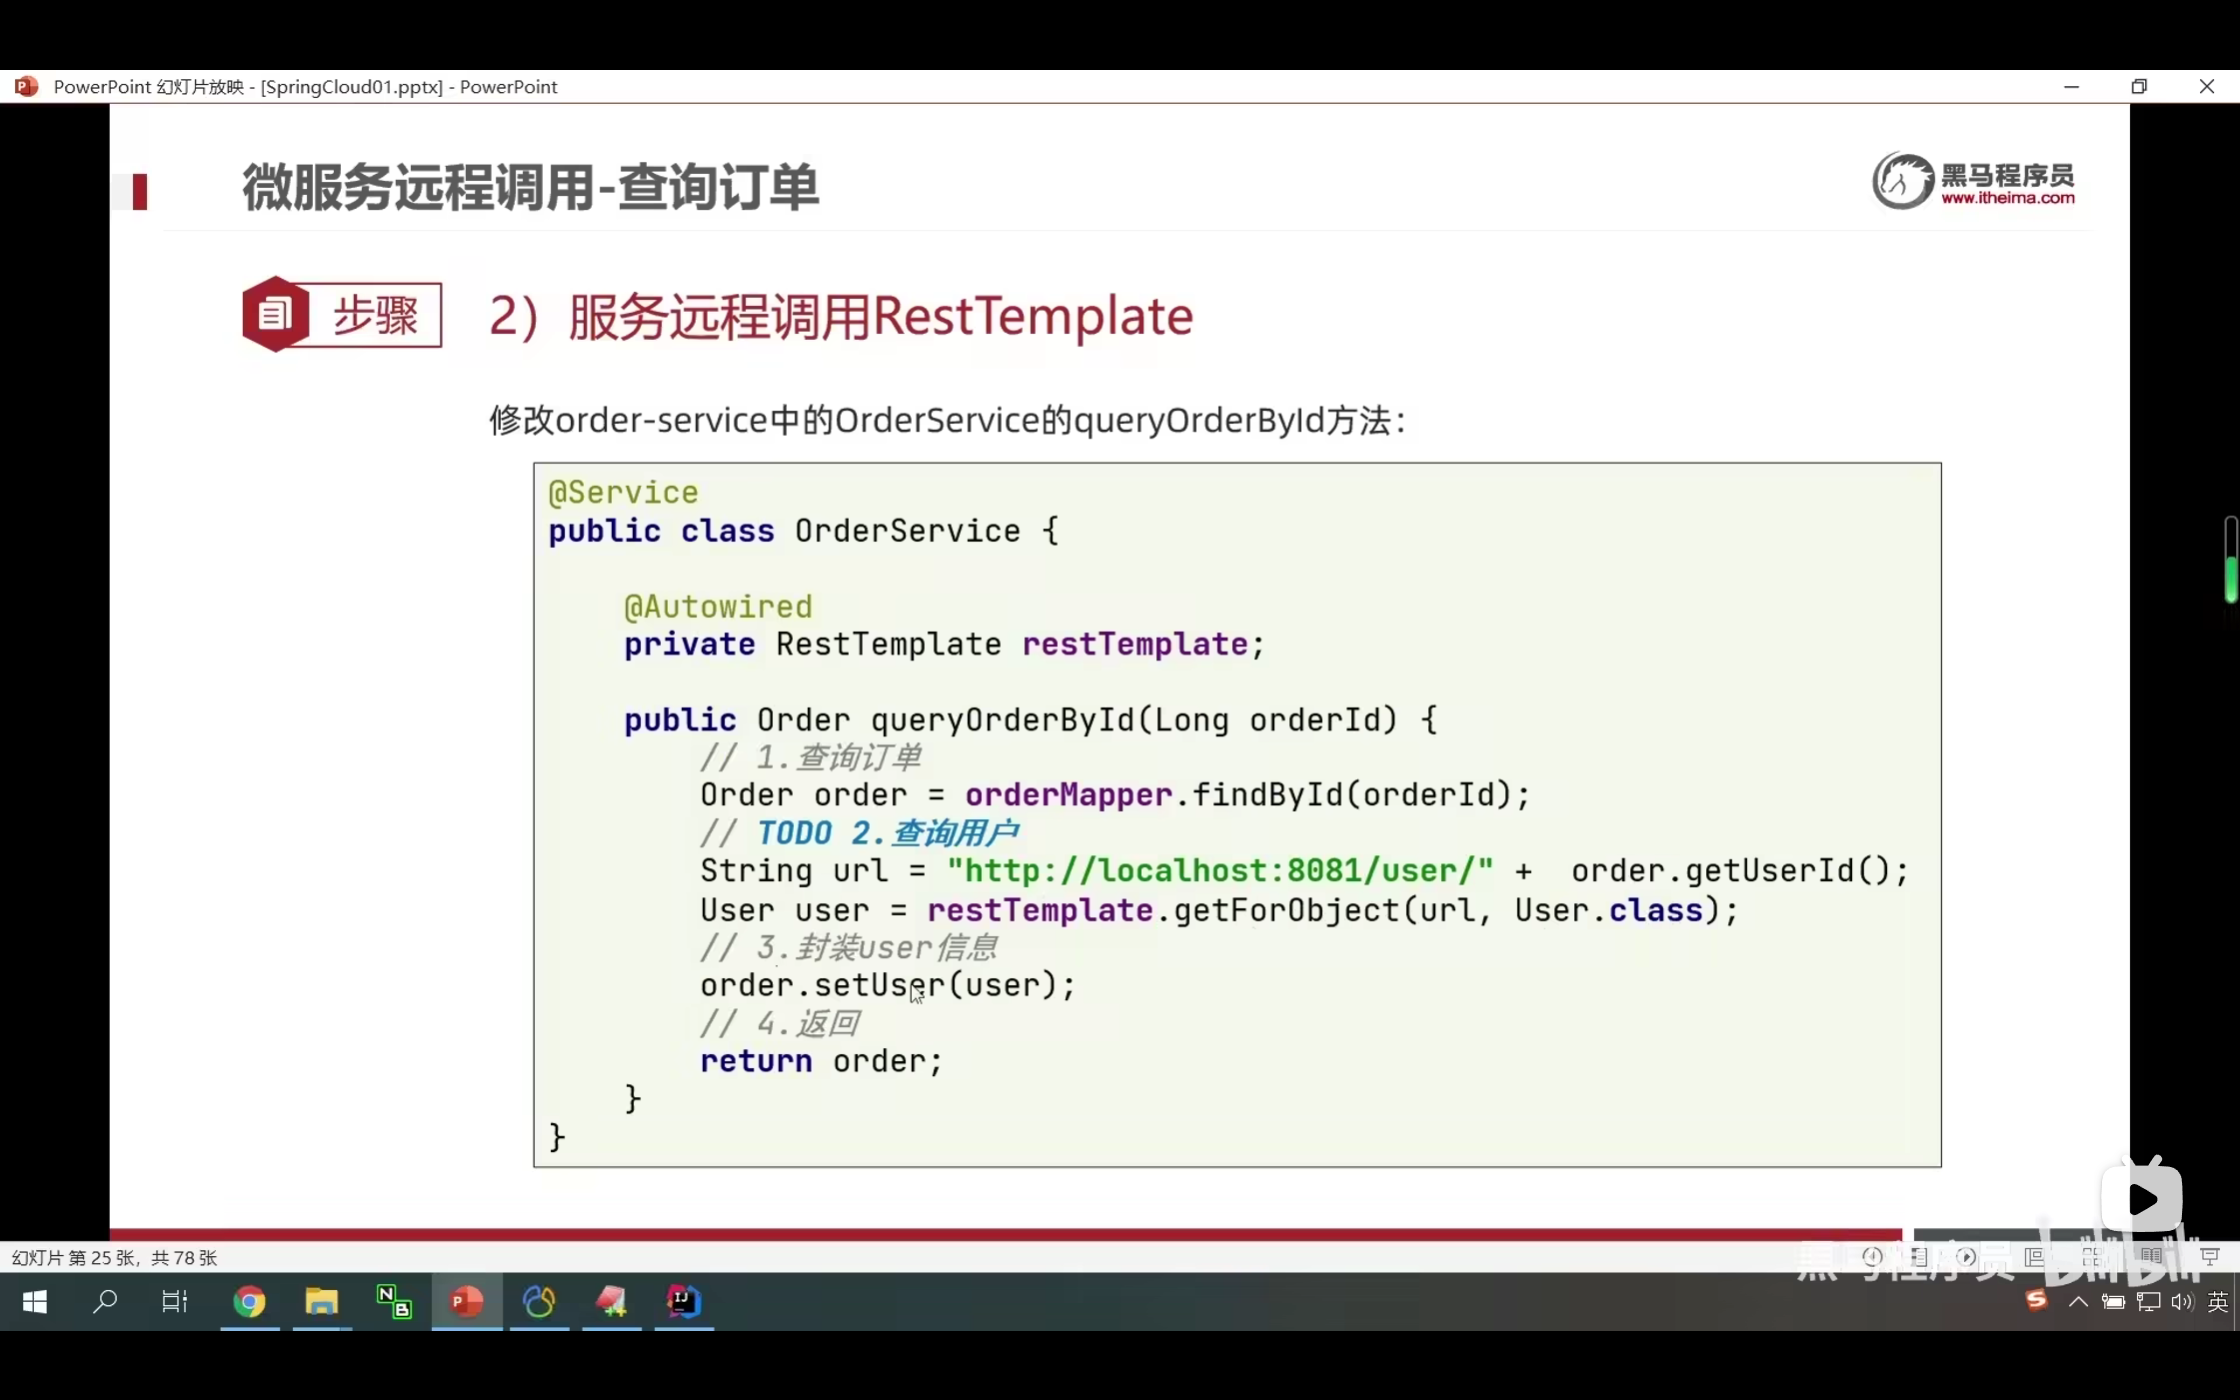 PowerPoint 幻灯片放映 - [SpringCloud01.pptx] - PowerPoint
微服务远程调用-查询订单
黑马程序员
www.itheima.com
步骤
2）服务远程调用RestTemplate
修改order-service中的OrderService的queryOrderById方法：
@Service
public class OrderService {
@Autowired
private RestTemplate restTemplate;
public Order queryOrderById(Long orderId) {
// 1.查询订单
Order order = orderMapper.findById(orderId);
// TODO 2.查询用户
String url = "http://localhost:8081/user/" +  order.getUserId();
User user = restTemplate.getForObject(url, User.class);
// 3.封装user信息
order.setUser(user);
// 4.返回
return order;
}
}
幻灯片 第 25 张，共 78 张
黑马程序员
bilibili
英